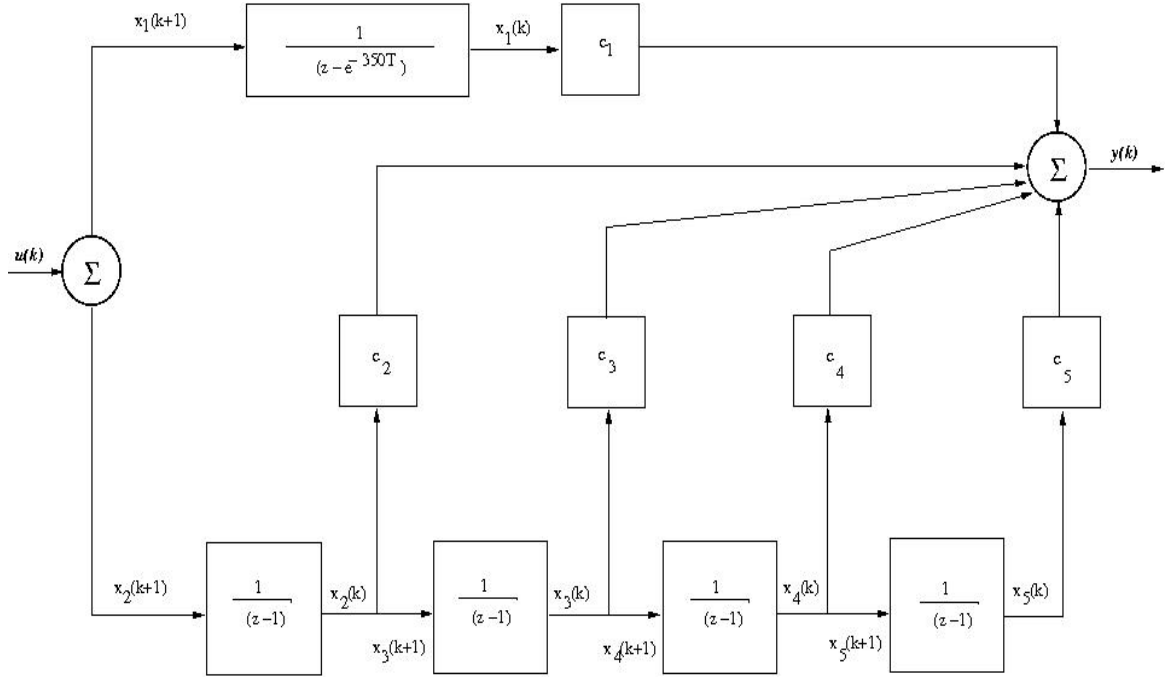 x1(k+1)
1
(z – e– 350T )
x1(k)
c1
Σ
y(k)
u(k)
Σ
c2
c3
c4
c5
x2(k+1)
1
(z –1)
x2(k)
x3(k+1)
1
(z –1)
x3(k)
x4(k+1)
1
(z –1)
x4(k)
x5(k+1)
1
(z –1)
x5(k)